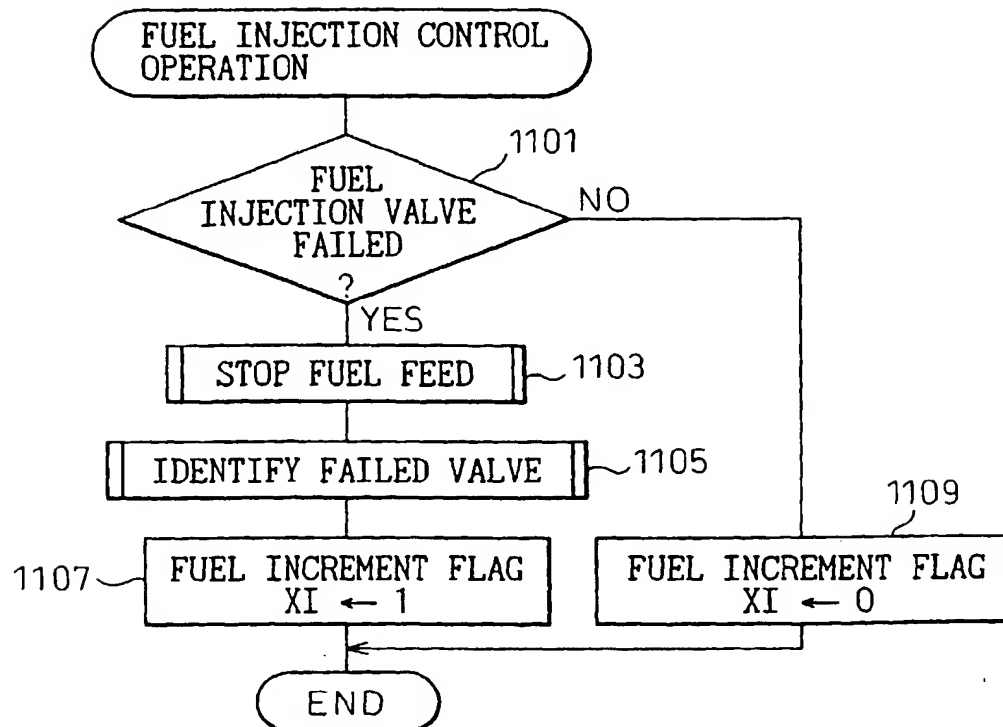 FUEL INJECTION CONTROL
OPERATION
1101
FUEL
INJECTION VALVE
FAILED
?
NO
YES
STOP FUEL FEED
1103
IDENTIFY FAILED VALVE
1105
1107
FUEL INCREMENT FLAG
XI ← 1
1109
FUEL INCREMENT FLAG
XI ← 0
END